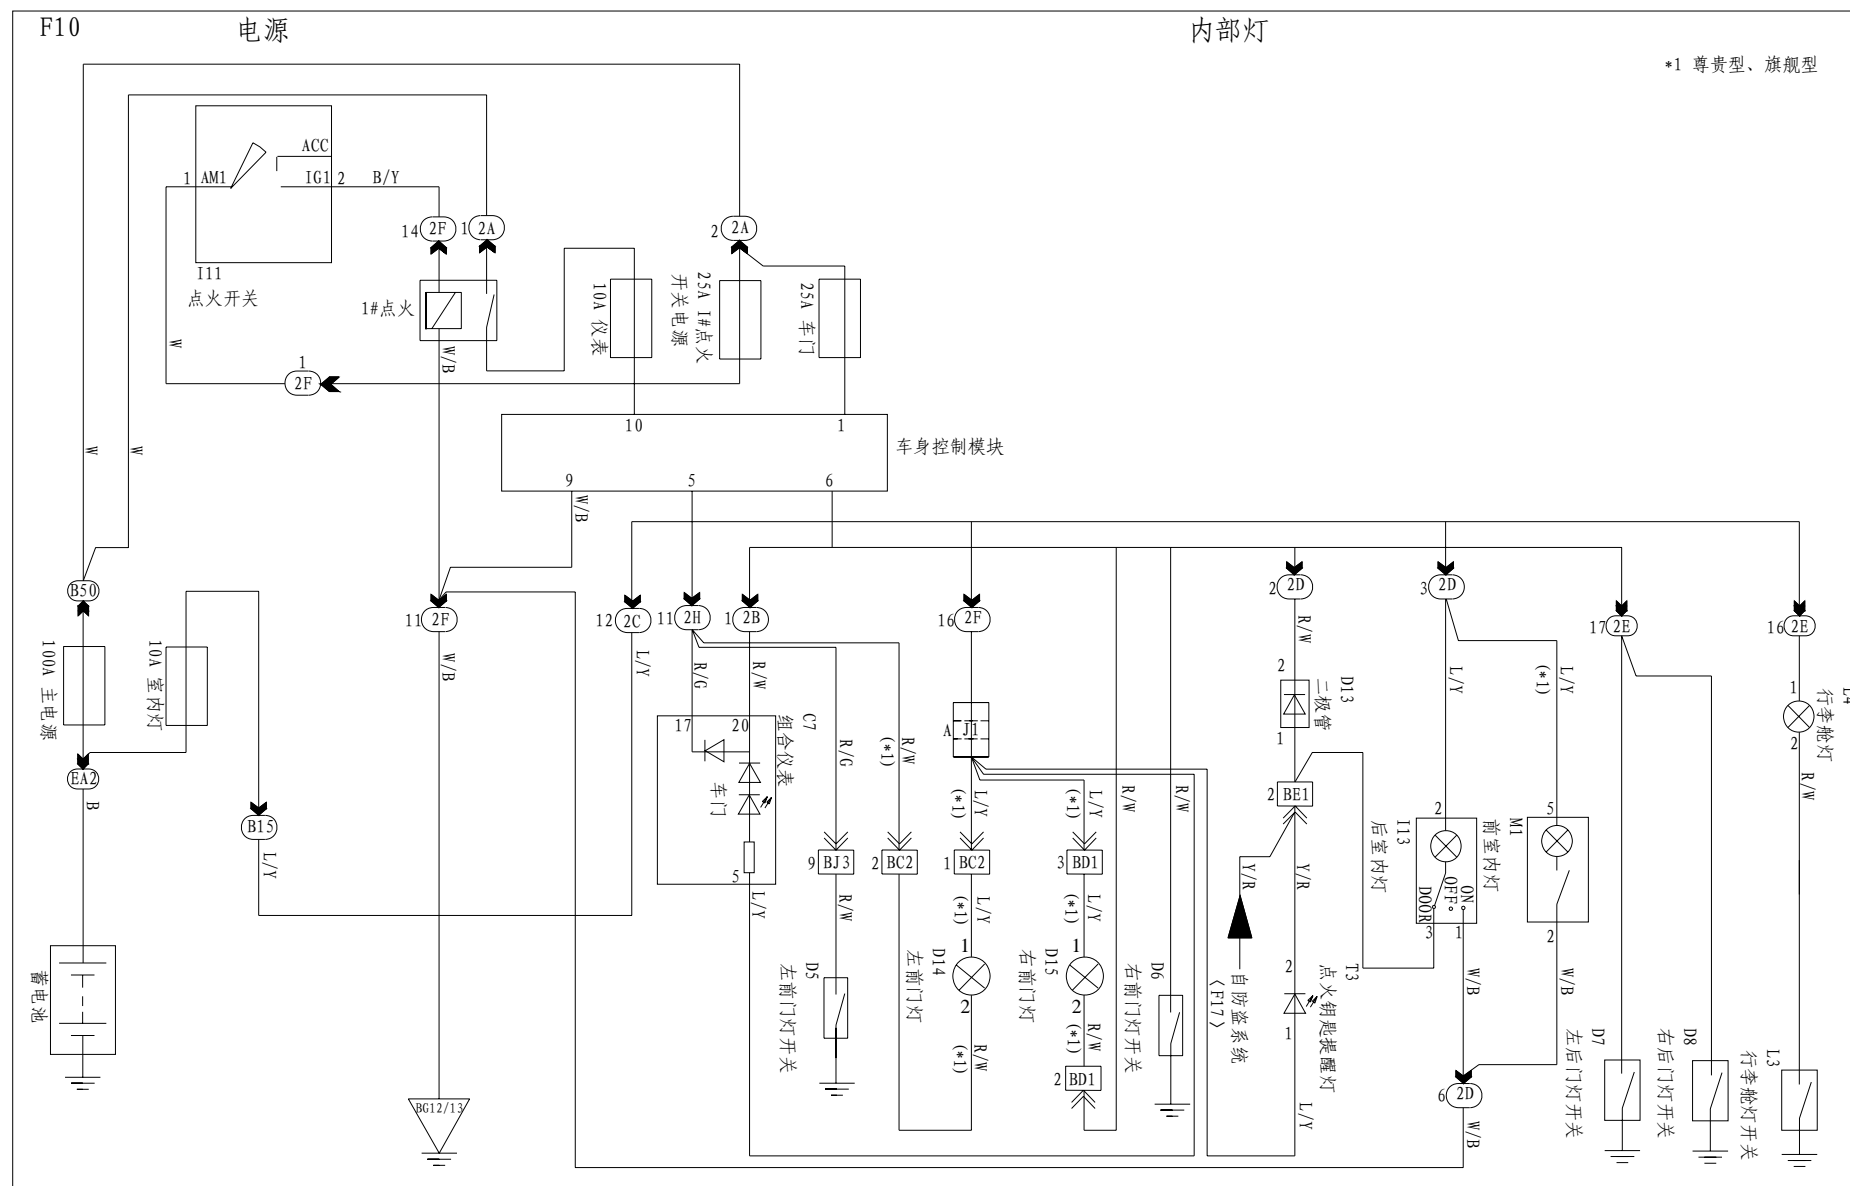 F10
电源
内部灯
*1 尊贵型、旗舰型
ACC
1
AM1
IG1
2
B/Y
I11
点火开关
14
2F
1
2A
2
2A
1#点火
10A 仪表
25A I#点火
开关电源
25A 车门
W
W/B
1
2F
10
1
车身控制模块
9
5
6
W
W
W/B
B50
11
2F
12
2C
11
2H
1
2B
16
2F
2
2D
3
2D
17
2E
16
2E
100A 主电源
10A 室内灯
W/B
L/Y
R/G
R/W
R/W
L/Y
L/Y
(*1)
L4
行李舱灯
1
2
R/W
2
D13
二极管
1
17
20
C7
组合仪表
车门
5
R/G
R/W
(*1)
A
J1
L/Y
(*1)
L/Y
(*1)
R/W
R/W
EA2
B
B15
L/Y
2
BE1
2
I13
后室内灯
5
M1
前室内灯
9
BJ3
2
BC2
1
BC2
3
BD1
L/Y
R/W
L/Y
(*1)
L/Y
(*1)
Y/R
Y/R
DOOR
OFF
ON
3
1
2
W/B
W/B
蓄电池
D5
左前门灯开关
1
D14
左前门灯
2
R/W
(*1)
1
D15
右前门灯
2
R/W
(*1)
2
BD1
D6
右前门灯开关
自防盗系统
〈F17〉
2
T3
点火钥匙提醒灯
1
L/Y
6
2D
W/B
D7
左后门灯开关
D8
右后门灯开关
L3
行李舱灯开关
BG12/13